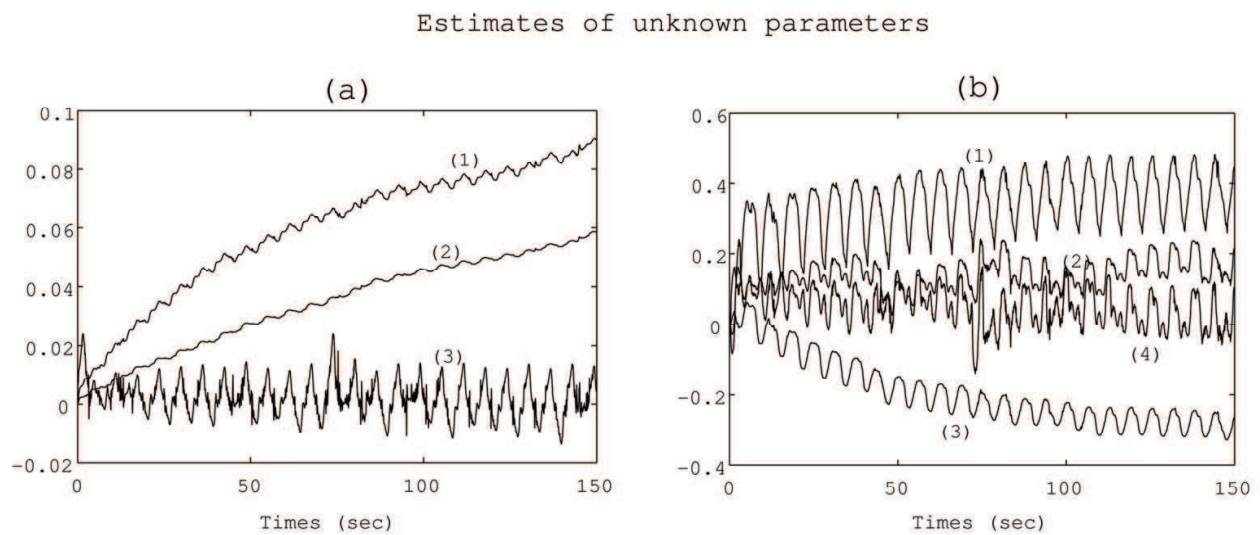 Estimates of unknown parameters
(a)
0.1
0.08
0.06
0.04
0.02
0
-0.02
(1)
(2)
(3)
0 50 100 150
Times (sec)
(b)
0.6
0.4
0.2
0
-0.2
-0.4
(1)
(2)
(4)
(3)
0 50 100 150
Times (sec)